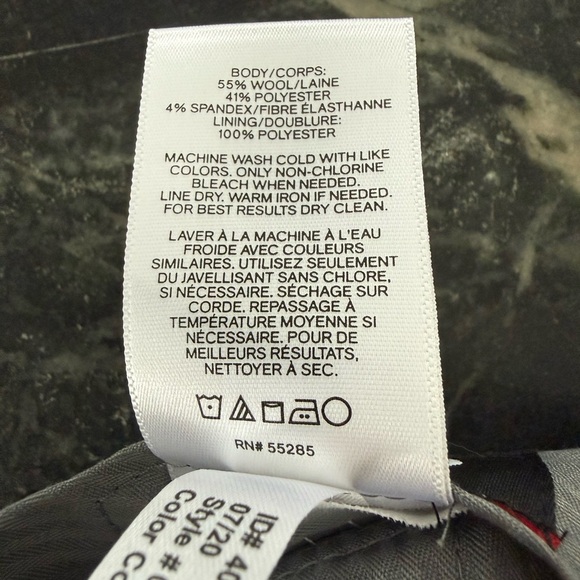 BODY/CORPS:
55% WOOL/LAINE
41% POLYESTER
4% SPANDEX/FIBRE ÉLASTHANNE
LINING/DOUBLURE:
100% POLYESTER
MACHINE WASH COLD WITH LIKE
COLORS. ONLY NON-CHLORINE
BLEACH WHEN NEEDED.
LINE DRY. WARM IRON IF NEEDED.
FOR BEST RESULTS DRY CLEAN.
LAVER À LA MACHINE À L'EAU
FROIDE AVEC COULEURS
SIMILAIRES. UTILISEZ SEULEMENT
DU JAVELLISANT SANS CHLORE,
SI NÉCESSAIRE. SÉCHAGE SUR
CORDE. REPASSAGE À
TEMPÉRATURE MOYENNE SI
NÉCESSAIRE. POUR DE
MEILLEURS RÉSULTATS,
NETTOYER À SEC.
RN# 55285
ID# 40
07/20
Style #
Color Co